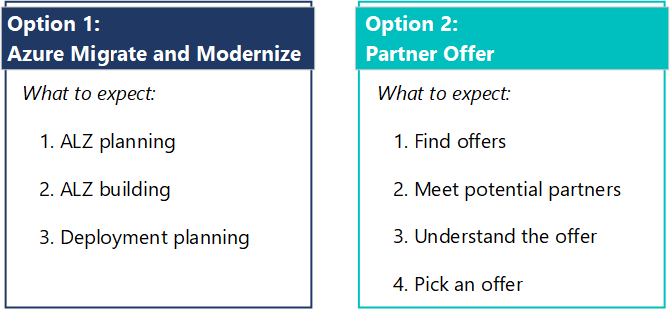 Option 1:
Azure Migrate and Modernize
What to expect:
1. ALZ planning
2. ALZ building
3. Deployment planning
Option 2:
Partner Offer
What to expect:
1. Find offers
2. Meet potential partners
3. Understand the offer
4. Pick an offer